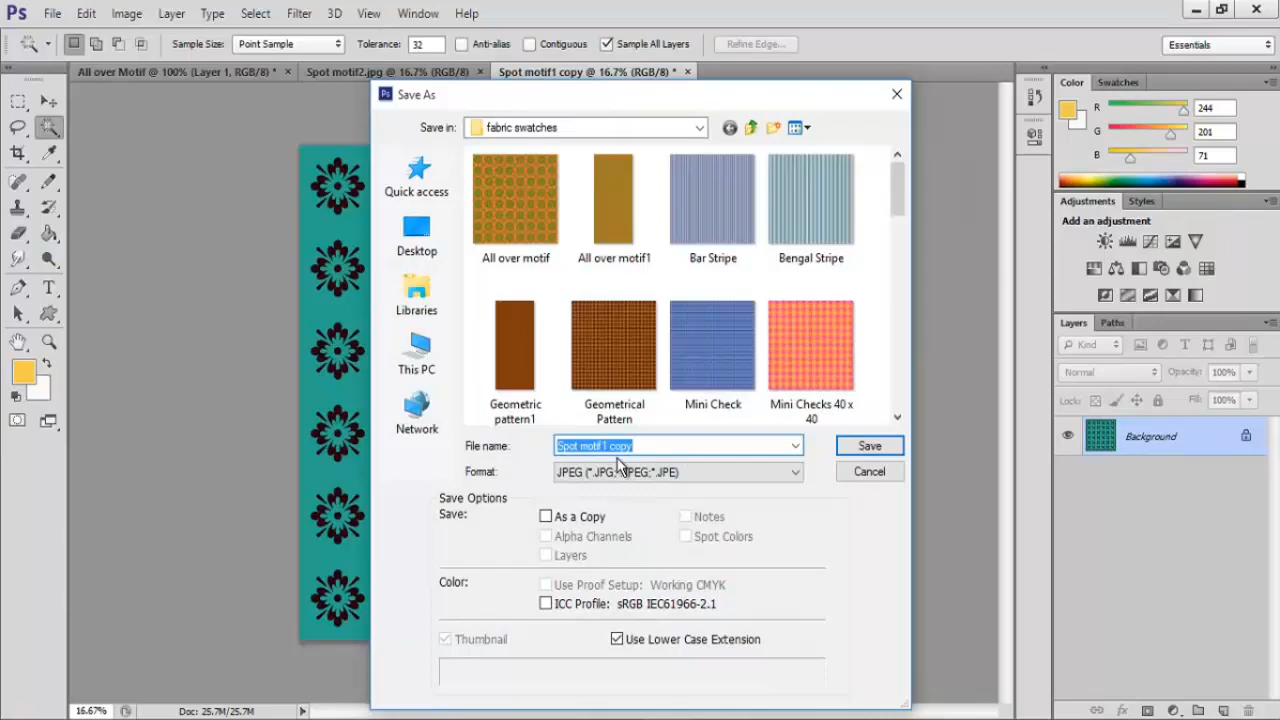 Ps File Edit Image Layer Type Select Filter 3D View Window Help
Sample Size: Point Sample Tolerance: 32 Anti-alias Contiguous Sample All Layers Refine Edge... Essentials
All over Motif @ 100% (Layer 1, RGB/8) * × Spot motif2.jpg @ 16.7% (RGB/8) * × Spot motif1 copy @ 16.7% (RGB/8) * ×
Save As
Save in: fabric swatches
Quick access
Desktop
Libraries
This PC
Network
All over motif All over motif1 Bar Stripe Bengal Stripe
Geometric pattern1
Geometrical Pattern
Mini Check
Mini Checks 40 x 40
File name: Spot motif1 copy Save
Format: JPEG (*.JPG; PEG;*.JPE) Cancel
Save Options
Save: As a Copy Notes
Alpha Channels Spot Colors
Layers
Color: Use Proof Setup: Working CMYK
ICC Profile: sRGB IEC61966-2.1
Thumbnail Use Lower Case Extension
Color Swatches
R 244
G 201
B 71
Adjustments Styles
Add an adjustment
Layers Paths
Kind
Normal Opacity: 100%
Lock: Fill: 100%
Background
16.67% Doc: 25.7M/25.7M